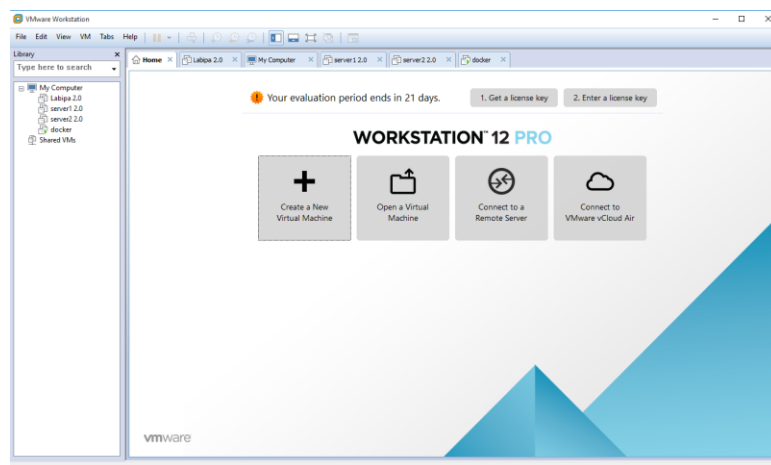 VMware Workstation
File Edit View VM Tabs Help
Library
Type here to search
My Computer
Labipa 2.0
server1 2.0
server2 2.0
docker
Shared VMs
Home
Labipa 2.0
My Computer
server1 2.0
server2 2.0
docker
Your evaluation period ends in 21 days.
1. Get a license key
2. Enter a license key
WORKSTATION™ 12 PRO
Create a New
Virtual Machine
Open a Virtual
Machine
Connect to a
Remote Server
Connect to
VMware vCloud Air
vmware